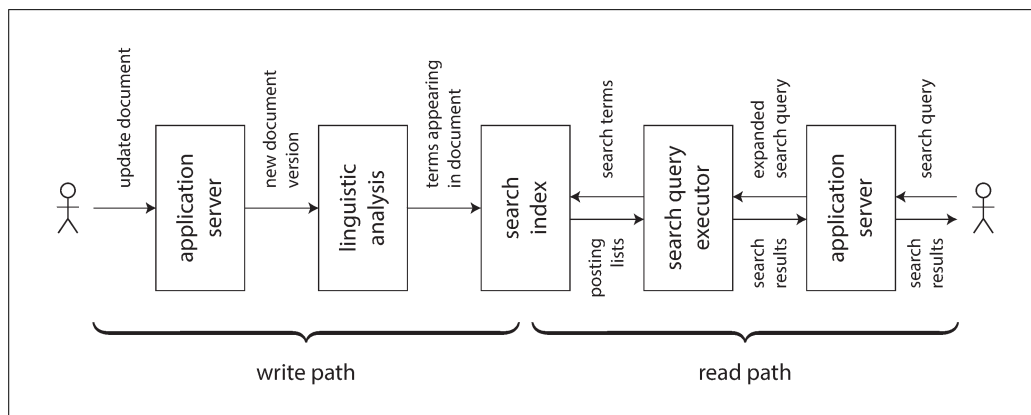 update document
application
server
new document
version
linguistic
analysis
terms appearing
in document
search
index
search terms
posting
lists
search query
executor
expanded
search query
search
results
application
server
search query
search
results
write path
read path